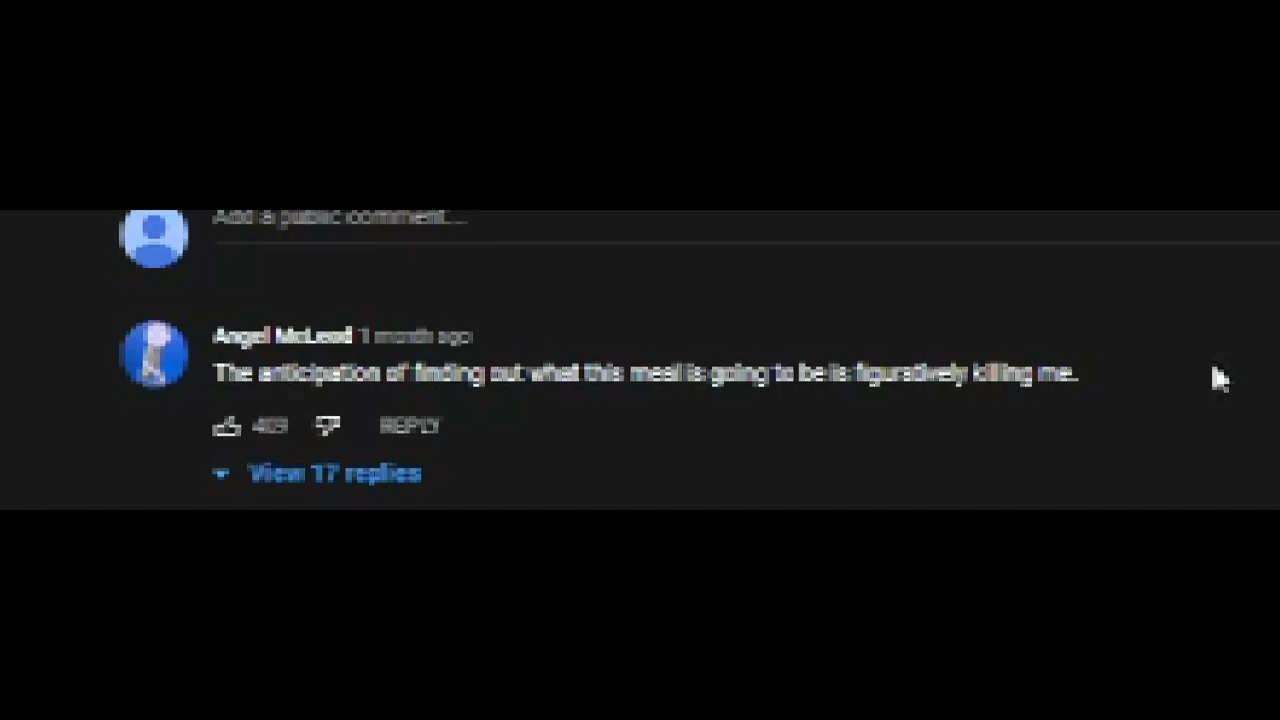 Add a public comment...
Angel McLeod 1 month ago
The anticipation of finding out what this meal is going to be is figuratively killing me.
REPLY
View 17 replies